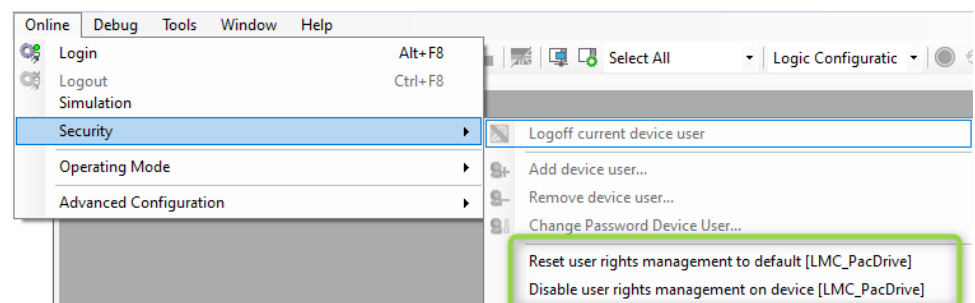 Online Debug Tools Window Help
Login Alt+F8
Select All Logic Configuratic
Logout Ctrl+F8
Simulation
Security
Logoff current device user
Operating Mode
Add device user...
Remove device user...
Advanced Configuration
Change Password Device User...
Reset user rights management to default [LMC_PacDrive]
Disable user rights management on device [LMC_PacDrive]